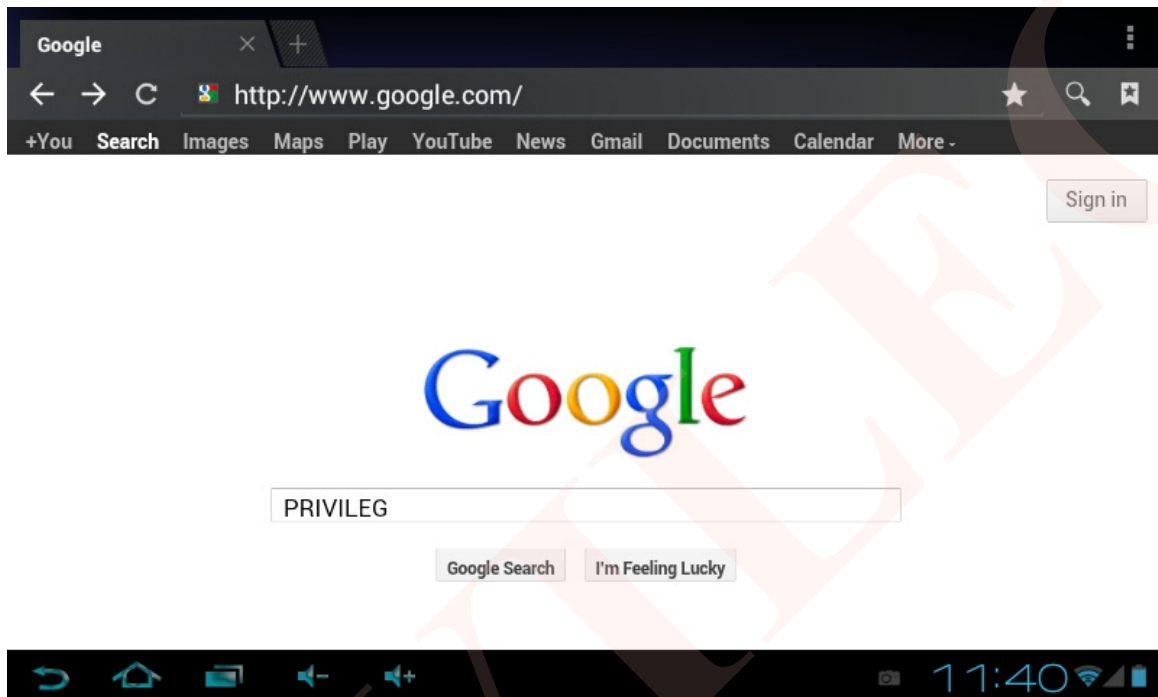 Google
http://www.google.com/
+You Search Images Maps Play YouTube News Gmail Documents Calendar More
Sign in
Google
PRIVILEG
Google Search I'm Feeling Lucky
11:40